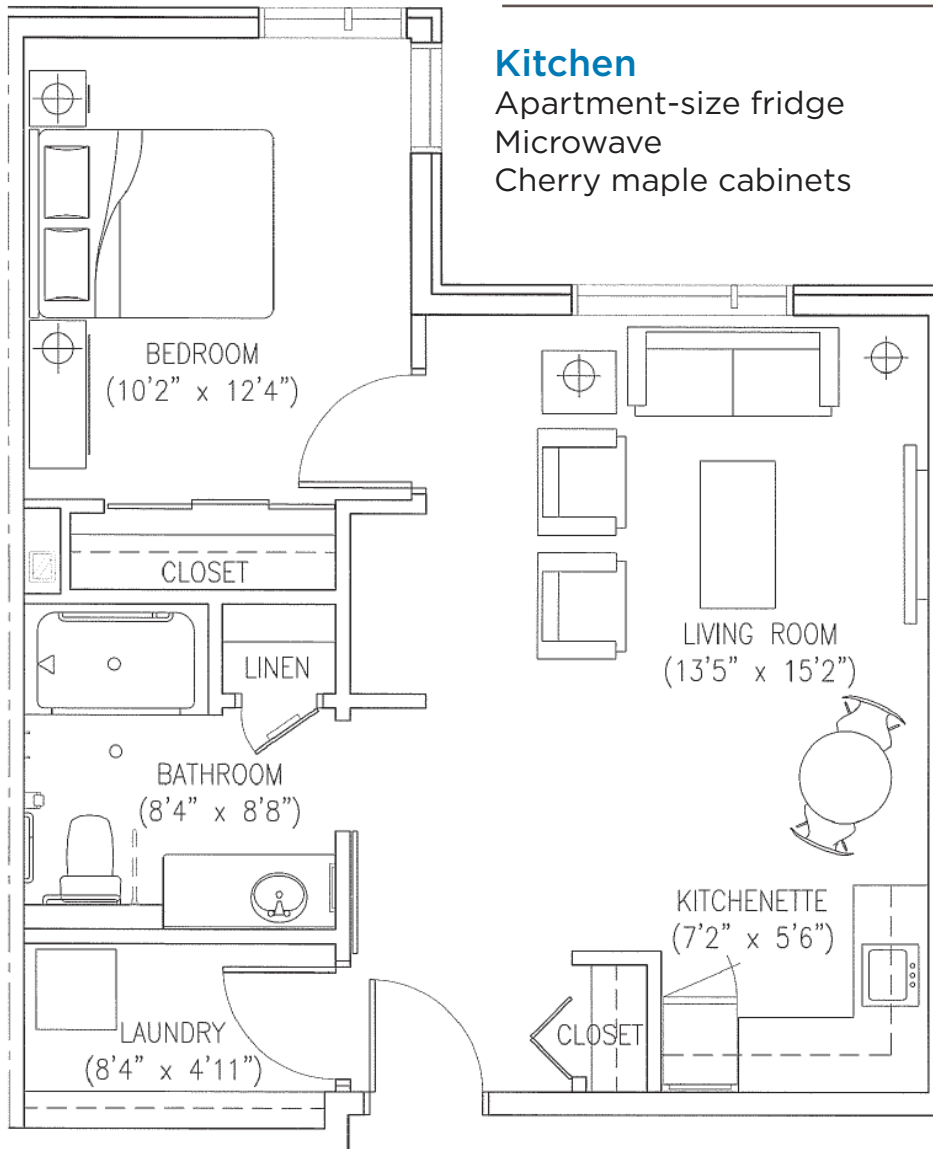 Kitchen
Apartment-size fridge
Microwave
Cherry maple cabinets
BEDROOM
(10'2” x 12'4”)
CLOSET
LINEN
LIVING ROOM
(13'5” x 15'2”)
BATHROOM
(8'4” x 8'8”)
KITCHENETTE
(7'2” x 5'6”)
LAUNDRY
(8'4” x 4'11”)
CLOSET